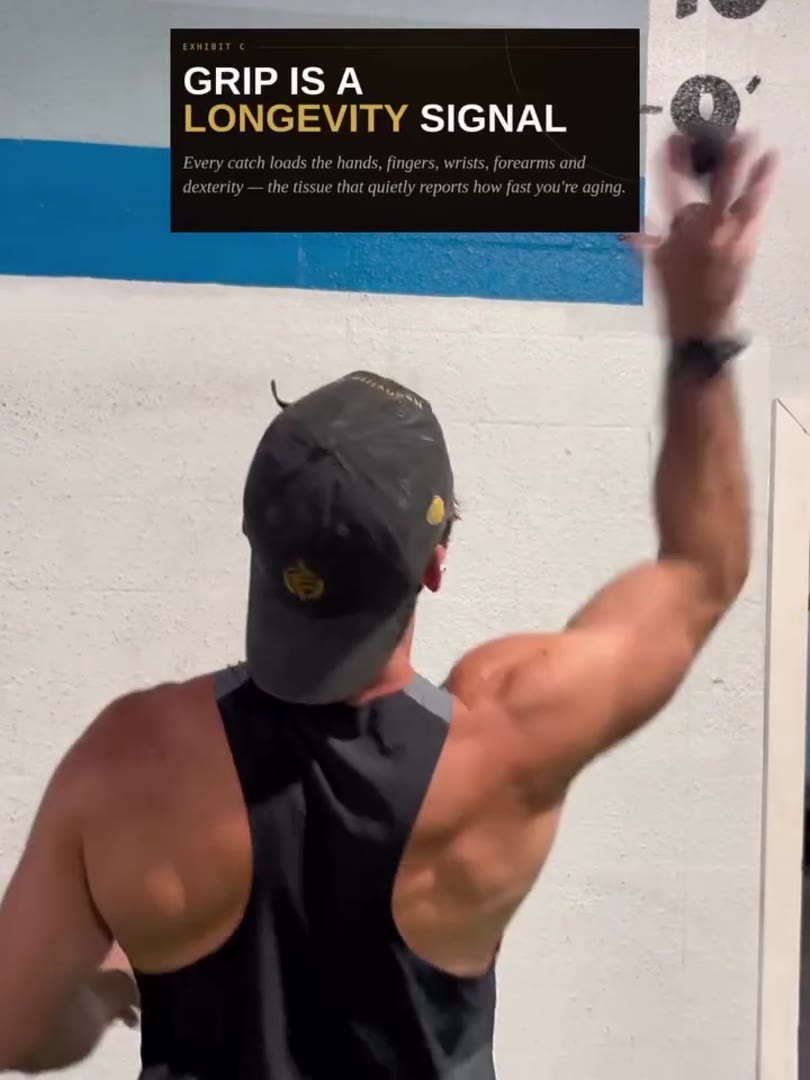 EXHIBIT C
GRIP IS A
LONGEVITY SIGNAL
Every catch loads the hands, fingers, wrists, forearms and
dexterity — the tissue that quietly reports how fast you're aging.
9'